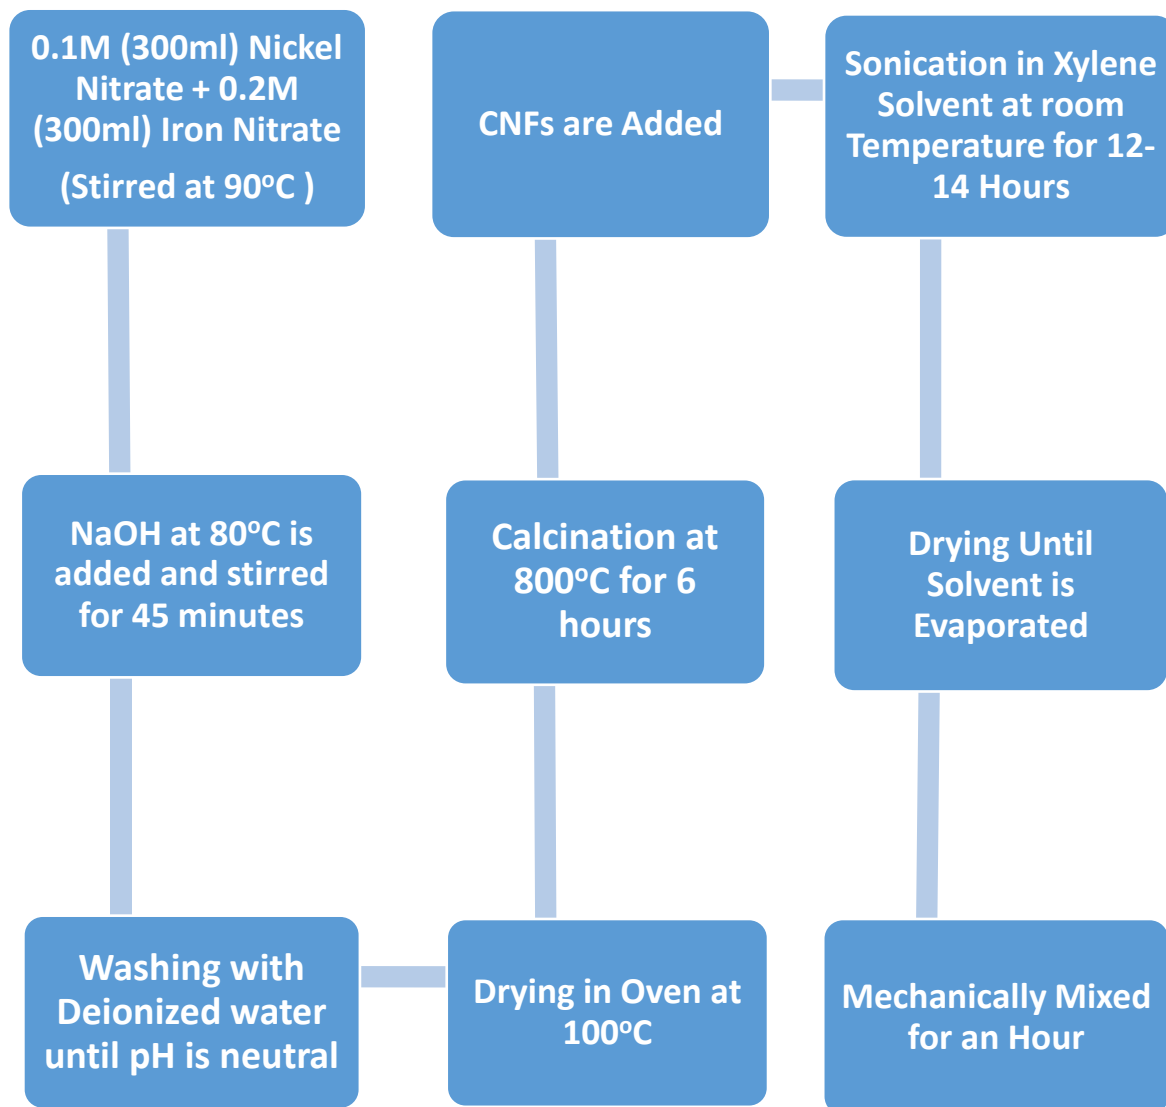 0.1M (300ml) Nickel
Nitrate + 0.2M
(300ml) Iron Nitrate
(Stirred at 90oC )
NaOH at 80oC is
added and stirred
for 45 minutes
Washing with
Deionized water
until pH is neutral
Drying in Oven at
100oC
Calcination at
800oC for 6
hours
CNFs are Added
Sonication in Xylene
Solvent at room
Temperature for 12-
14 Hours
Drying Until
Solvent is
Evaporated
Mechanically Mixed
for an Hour